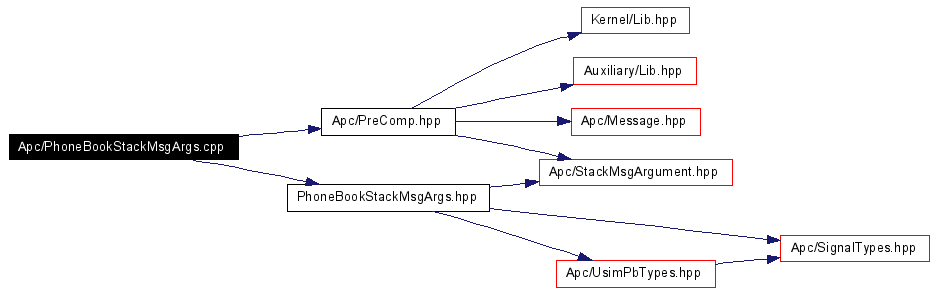 Kernel/Lib.hpp
Auxiliary/Lib.hpp
Apc/PreComp.hpp
Apc/Message.hpp
Apc/PhoneBookStackMsgArgs.cpp
Apc/StackMsgArgument.hpp
PhoneBookStackMsgArgs.hpp
Apc/SignalTypes.hpp
Apc/UsimPbTypes.hpp